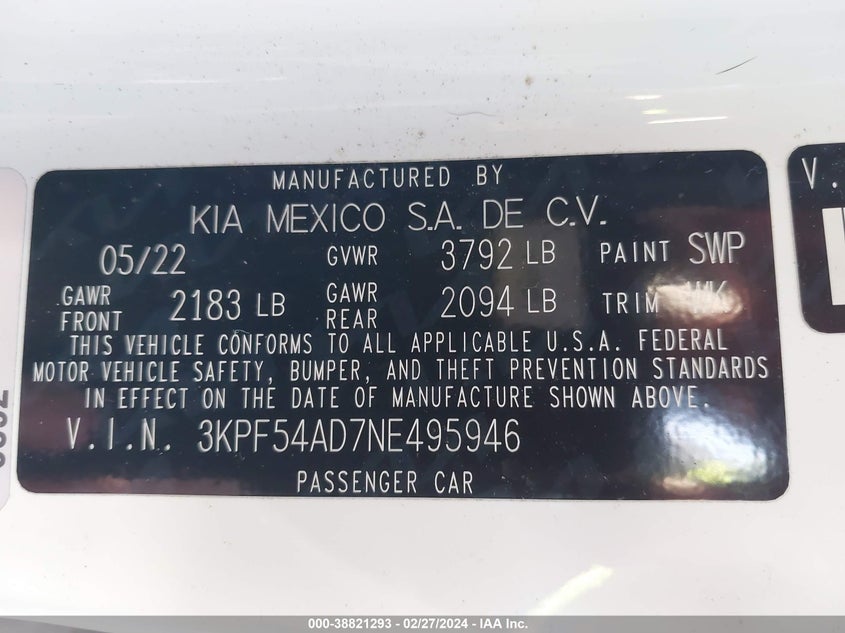 MANUFACTURED BY
KIA MEXICO S.A. DE C.V.
05/22 GVWR 3792 LB PAINT SWP
GAWR FRONT 2183 LB GAWR REAR 2094 LB TRIM WK
THIS VEHICLE CONFORMS TO ALL APPLICABLE U.S.A. FEDERAL
MOTOR VEHICLE SAFETY, BUMPER, AND THEFT PREVENTION STANDARDS
IN EFFECT ON THE DATE OF MANUFACTURE SHOWN ABOVE.
V.I.N. 3KPF54AD7NE495946
PASSENGER CAR
V.
000-38821293 - 02/27/2024 - IAA Inc.